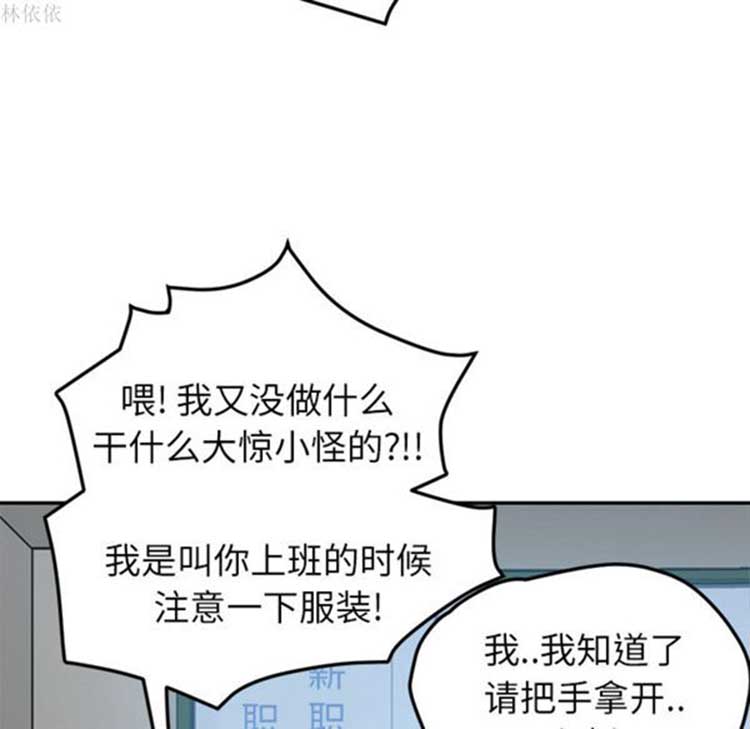 林依依
喂! 我又没做什么
干什么大惊小怪的?!!
我是叫你上班的时候
注意一下服装!
我..我知道了
请把手拿开..
新
职 职